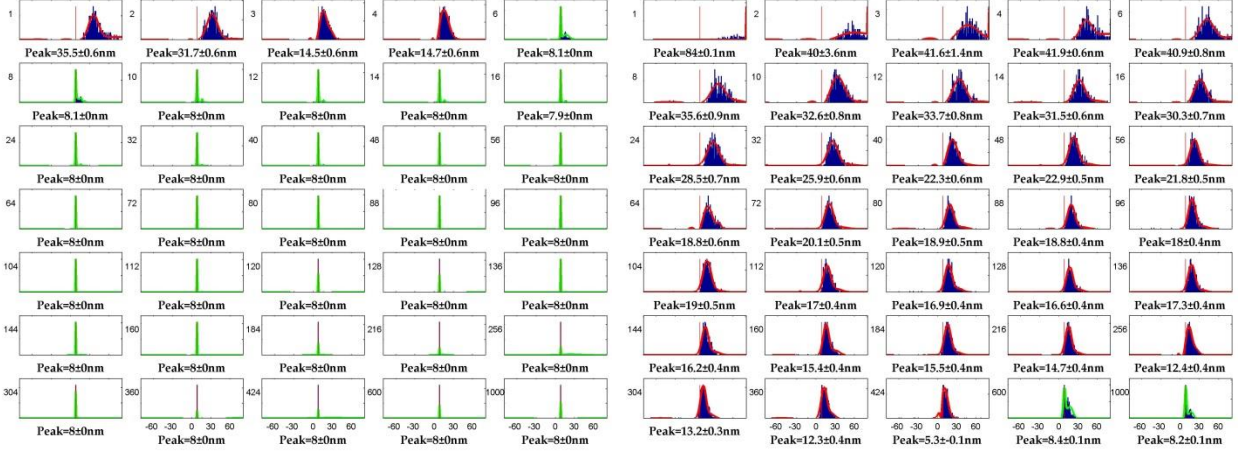 1 2 3 4 6 1 2 3 4 6
Peak=35.5±0.6nm Peak=31.7±0.6nm Peak=14.5±0.6nm Peak=14.7±0.6nm Peak=8.1±0nm Peak=84±0.1nm Peak=40±3.6nm Peak=41.6±1.4nm Peak=41.9±0.6nm Peak=40.9±0.8nm
8 10 12 14 16 8 10 12 14 16
Peak=8.1±0nm Peak=8±0nm Peak=8±0nm Peak=8±0nm Peak=7.9±0nm Peak=35.6±0.9nm Peak=32.6±0.8nm Peak=33.7±0.8nm Peak=31.5±0.6nm Peak=30.3±0.7nm
24 32 40 48 56 24 32 40 48 56
Peak=8±0nm Peak=8±0nm Peak=8±0nm Peak=8±0nm Peak=8±0nm Peak=28.5±0.7nm Peak=25.9±0.6nm Peak=22.3±0.6nm Peak=22.9±0.5nm Peak=21.8±0.5nm
64 72 80 88 96 64 72 80 88 96
Peak=8±0nm Peak=8±0nm Peak=8±0nm Peak=8±0nm Peak=8±0nm Peak=18.8±0.6nm Peak=20.1±0.5nm Peak=18.9±0.5nm Peak=18.8±0.4nm Peak=18±0.4nm
104 112 120 128 136 104 112 120 128 136
Peak=8±0nm Peak=8±0nm Peak=8±0nm Peak=8±0nm Peak=8±0nm Peak=19±0.5nm Peak=17±0.4nm Peak=16.9±0.4nm Peak=16.6±0.4nm Peak=17.3±0.4nm
144 160 184 216 256 144 160 184 216 256
Peak=8±0nm Peak=8±0nm Peak=8±0nm Peak=8±0nm Peak=8±0nm Peak=16.2±0.4nm Peak=15.4±0.4nm Peak=15.5±0.4nm Peak=14.7±0.4nm Peak=12.4±0.4nm
304 360 424 600 1000 304 360 424 600 1000
-60 -30 0 30 60 -60 -30 0 30 60 -60 -30 0 30 60 -60 -30 0 30 60 -60 -30 0 30 60 -60 -30 0 30 60 -60 -30 0 30 60 -60 -30 0 30 60
Peak=8±0nm Peak=8±0nm Peak=8±0nm Peak=8±0nm Peak=8±0nm Peak=13.2±0.3nm Peak=12.3±0.4nm Peak=5.3±-0.1nm Peak=8.4±0.1nm Peak=8.2±0.1nm